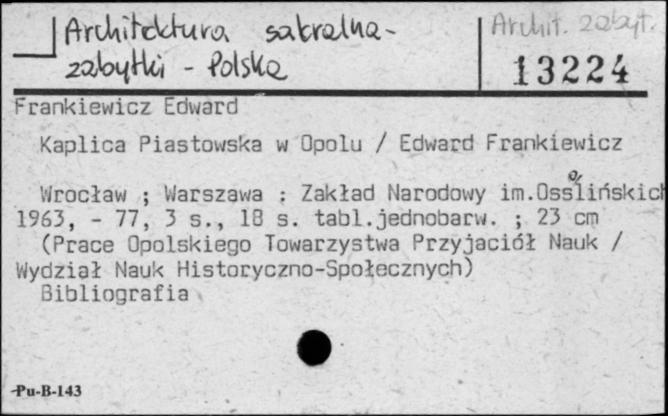 Architektura sakralna - Archit. zabyt.
zabytki - Polska 13224
Frankiewicz Edward
Kaplica Piastowska w Opolu / Edward Frankiewicz
Wrocław ; Warszawa : Zakład Narodowy im.Osslińskich
o/
1963, - 77, 3 s., 18 s. tabl.jednobarw. ; 23 cm
(Prace Opolskiego Towarzystwa Przyjaciół Nauk /
Wydział Nauk Historyczno-Społecznych)
Bibliografia
Pu-B-143